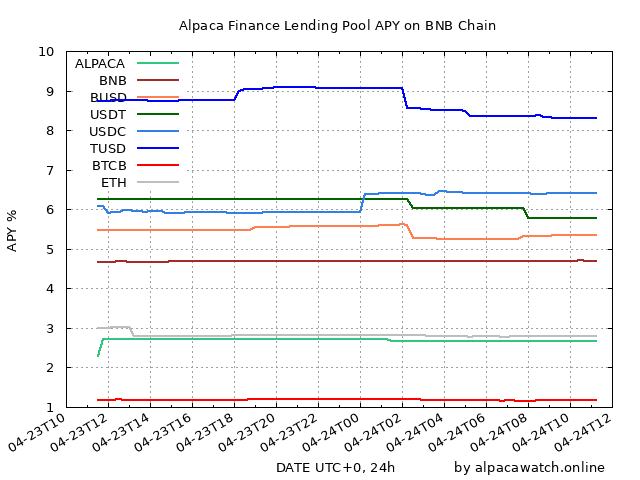 Alpaca Finance Lending Pool APY on BNB Chain
APY %
10
9
8
7
6
5
4
3
2
1
ALPACA
BNB
BUSD
USDT
USDC
TUSD
BTCB
ETH
04-23T10
04-23T12
04-23T14
04-23T16
04-23T18
04-23T20
04-23T22
04-24T00
04-24T02
04-24T04
04-24T06
04-24T08
04-24T10
04-24T12
DATE UTC+0, 24h
by alpacawatch.online